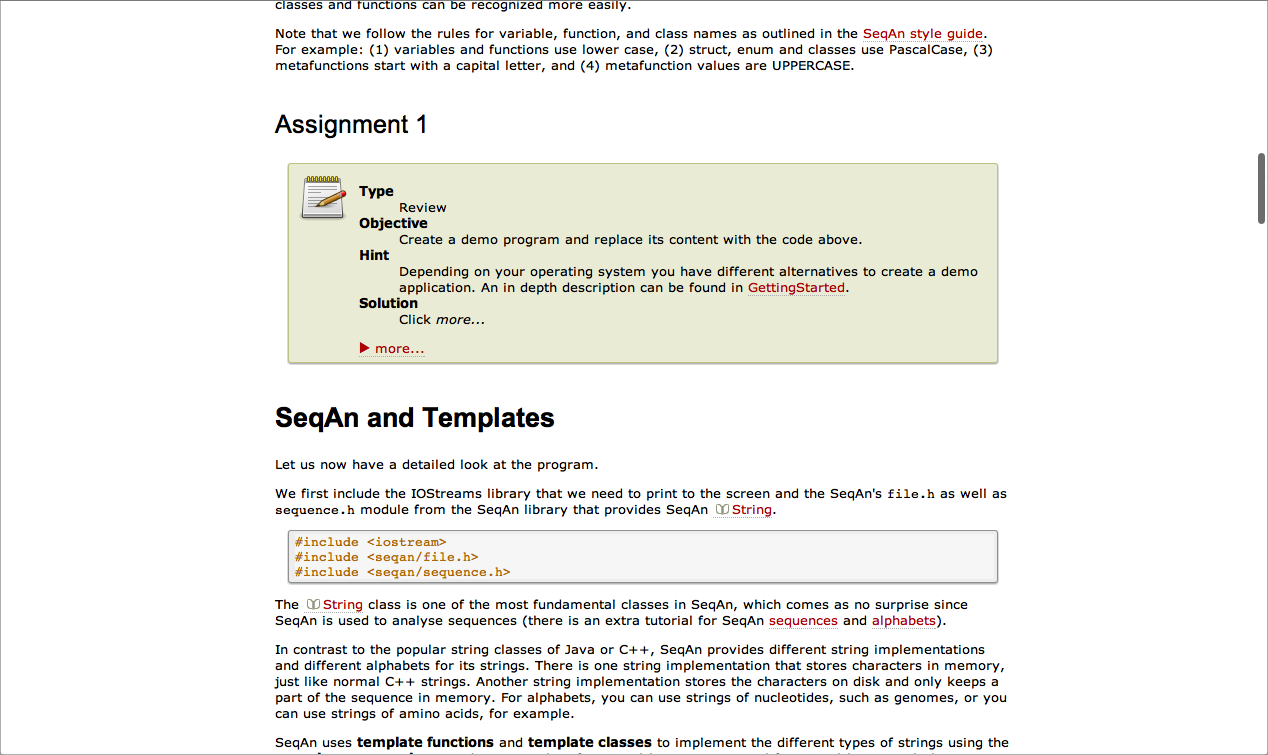 classes and functions can be recognized more easily.
Note that we follow the rules for variable, function, and class names as outlined in the SeqAn style guide.
For example: (1) variables and functions use lower case, (2) struct, enum and classes use PascalCase, (3)
metafunctions start with a capital letter, and (4) metafunction values are UPPERCASE.
Assignment 1
Type
Review
Objective
Create a demo program and replace its content with the code above.
Hint
Depending on your operating system you have different alternatives to create a demo
application. An in depth description can be found in GettingStarted.
Solution
Click more...
▶ more...
SeqAn and Templates
Let us now have a detailed look at the program.
We first include the IOStreams library that we need to print to the screen and the SeqAn's file.h as well as
sequence.h module from the SeqAn library that provides SeqAn String.
#include <iostream>
#include <seqan/file.h>
#include <seqan/sequence.h>
The String class is one of the most fundamental classes in SeqAn, which comes as no surprise since
SeqAn is used to analyse sequences (there is an extra tutorial for SeqAn sequences and alphabets).
In contrast to the popular string classes of Java or C++, SeqAn provides different string implementations
and different alphabets for its strings. There is one string implementation that stores characters in memory,
just like normal C++ strings. Another string implementation stores the characters on disk and only keeps a
part of the sequence in memory. For alphabets, you can use strings of nucleotides, such as genomes, or you
can use strings of amino acids, for example.
SeqAn uses template functions and template classes to implement the different types of strings using the